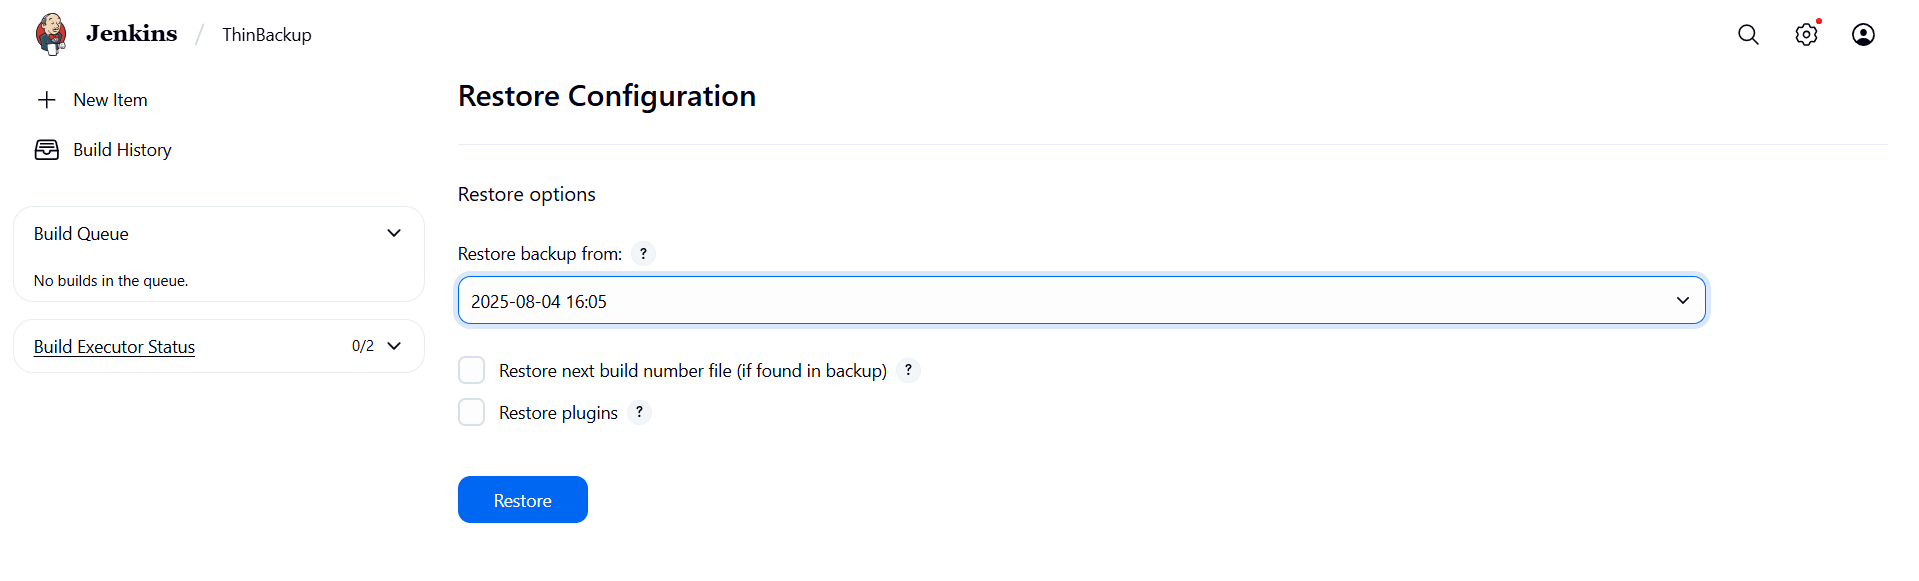 Jenkins / ThinBackup
New Item
Build History
Build Queue
No builds in the queue.
Build Executor Status 0/2
Restore Configuration
Restore options
Restore backup from: ?
2025-08-04 16:05
Restore next build number file (if found in backup) ?
Restore plugins ?
Restore